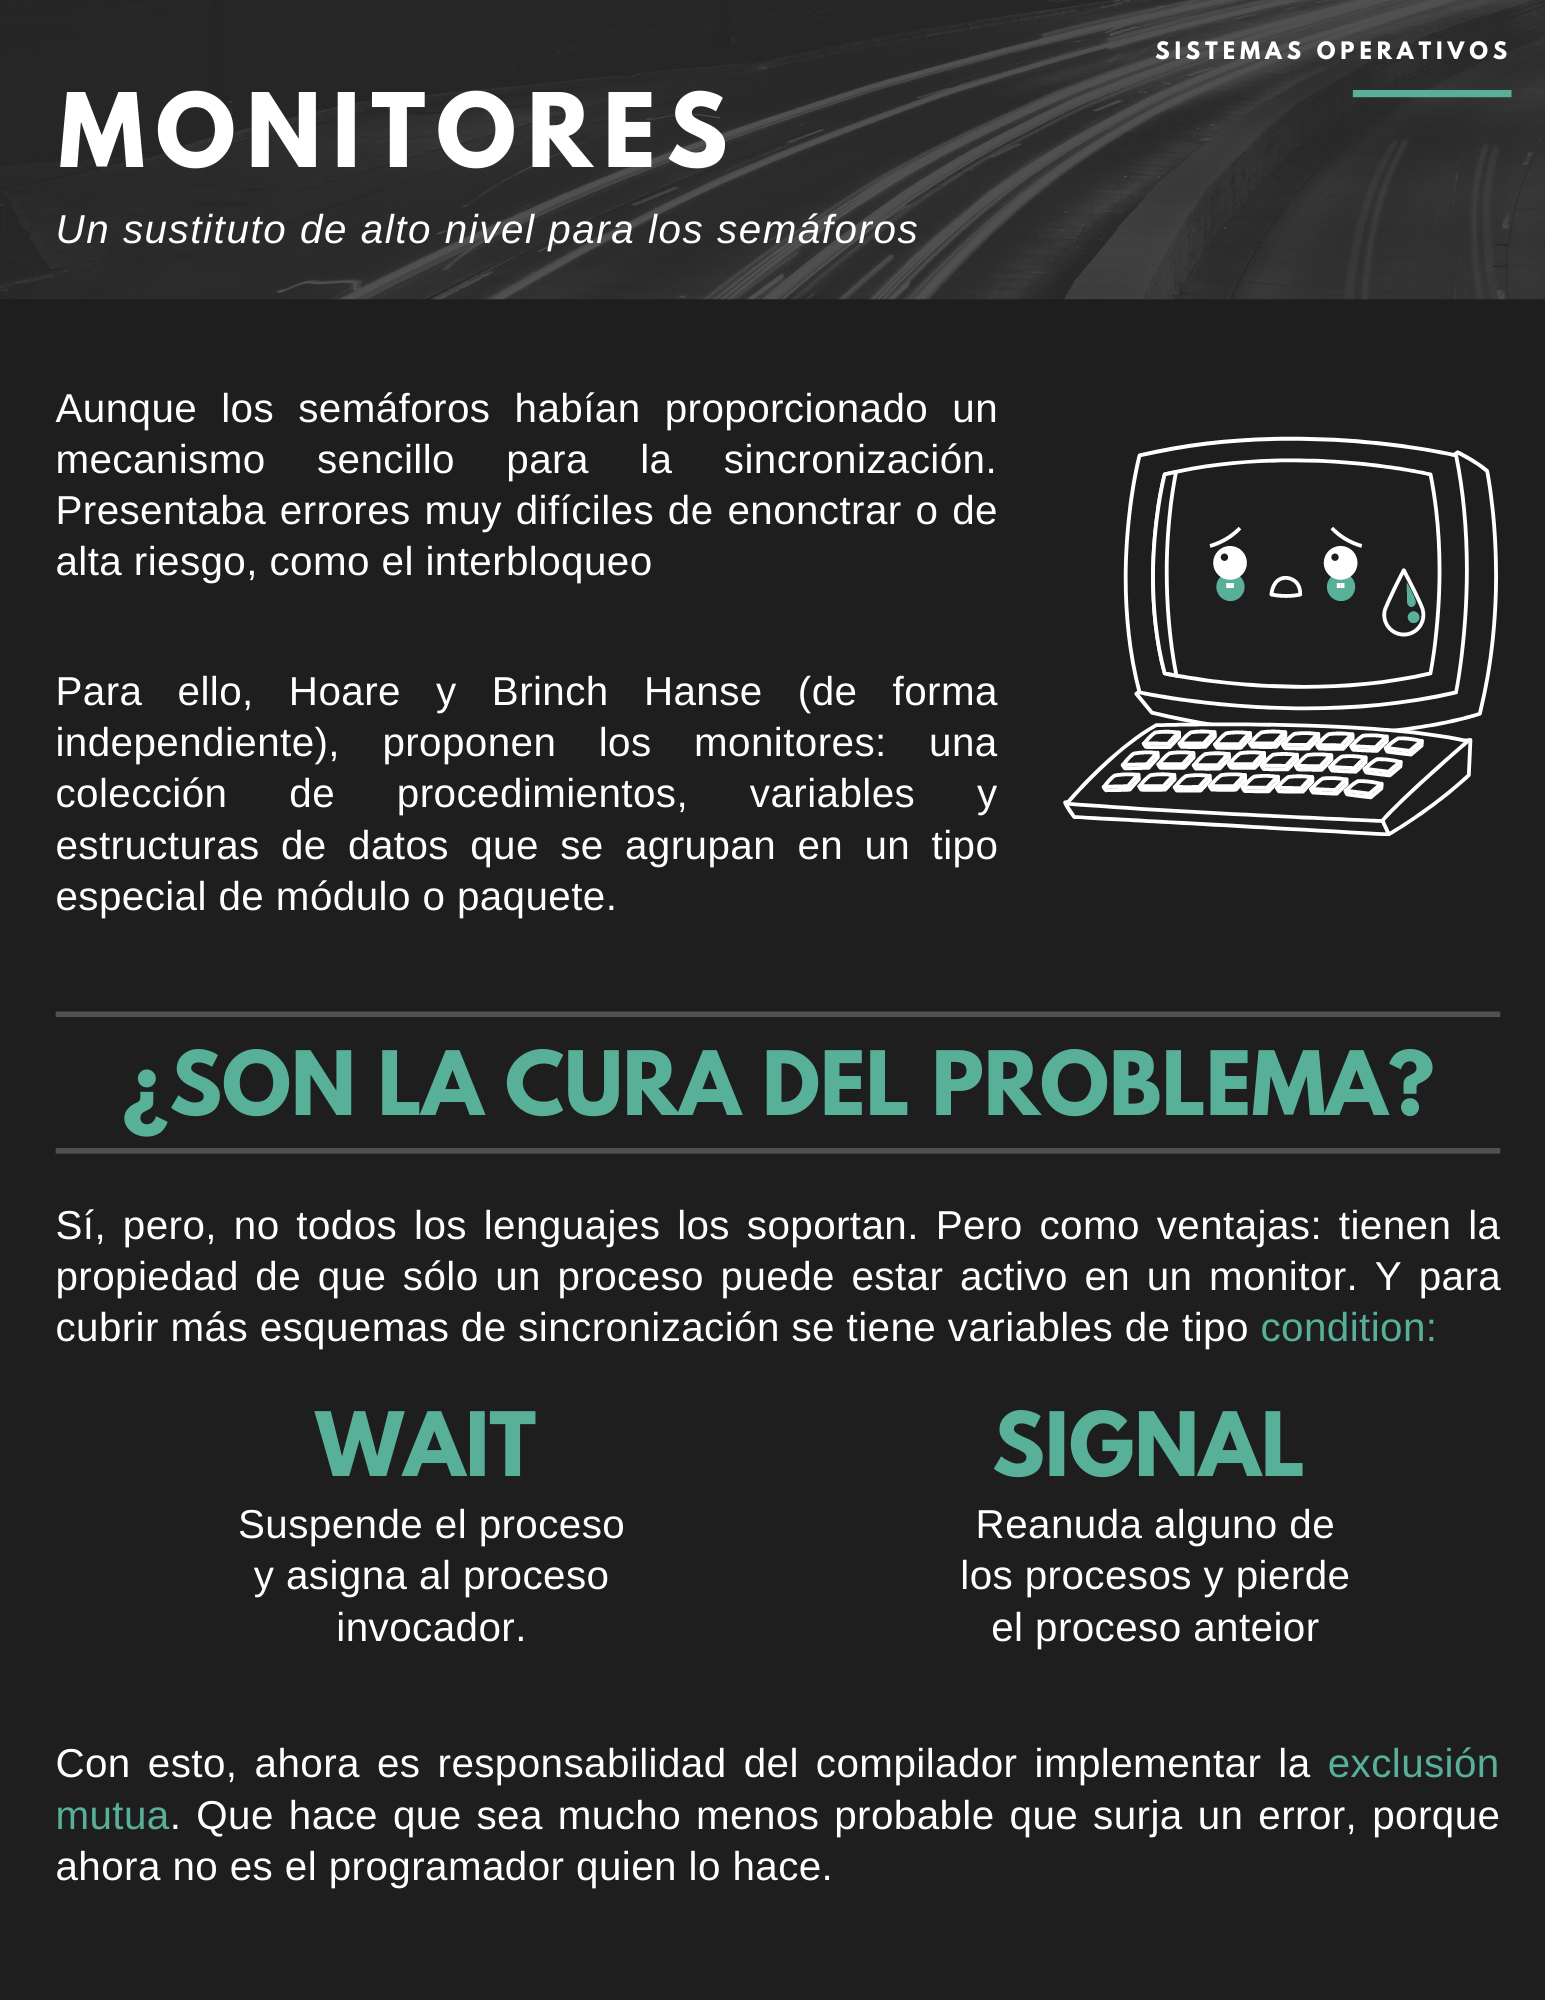 SISTEMAS OPERATIVOS
MONITORES
Un sustituto de alto nivel para los semáforos
Aunque los semáforos habían proporcionado un
mecanismo sencillo para la sincronización.
Presentaba errores muy difíciles de enonctrar o de
alta riesgo, como el interbloqueo
Para ello, Hoare y Brinch Hanse (de forma
independiente), proponen los monitores: una
colección de procedimientos, variables y
estructuras de datos que se agrupan en un tipo
especial de módulo o paquete.
¿SON LA CURA DEL PROBLEMA?
Sí, pero, no todos los lenguajes los soportan. Pero como ventajas: tienen la
propiedad de que sólo un proceso puede estar activo en un monitor. Y para
cubrir más esquemas de sincronización se tiene variables de tipo condition:
WAIT
Suspende el proceso
y asigna al proceso
invocador.
SIGNAL
Reanuda alguno de
los procesos y pierde
el proceso anteior
Con esto, ahora es responsabilidad del compilador implementar la exclusión
mutua. Que hace que sea mucho menos probable que surja un error, porque
ahora no es el programador quien lo hace.